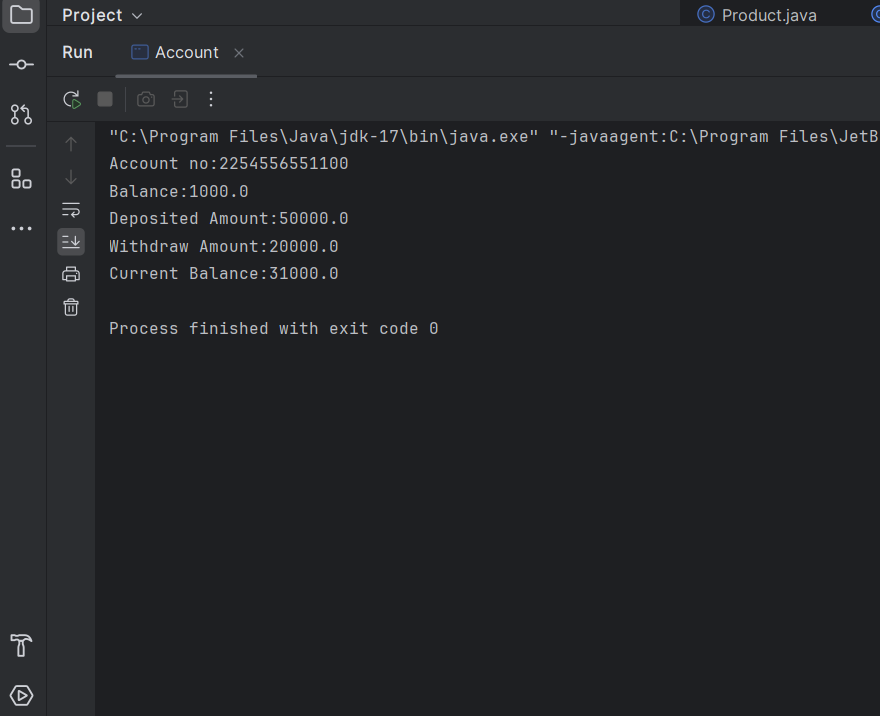 Project
Product.java
Run
Account
"C:\Program Files\Java\jdk-17\bin\java.exe" "-javaagent:C:\Program Files\JetB
Account no:2254556551100
Balance:1000.0
Deposited Amount:50000.0
Withdraw Amount:20000.0
Current Balance:31000.0
Process finished with exit code 0